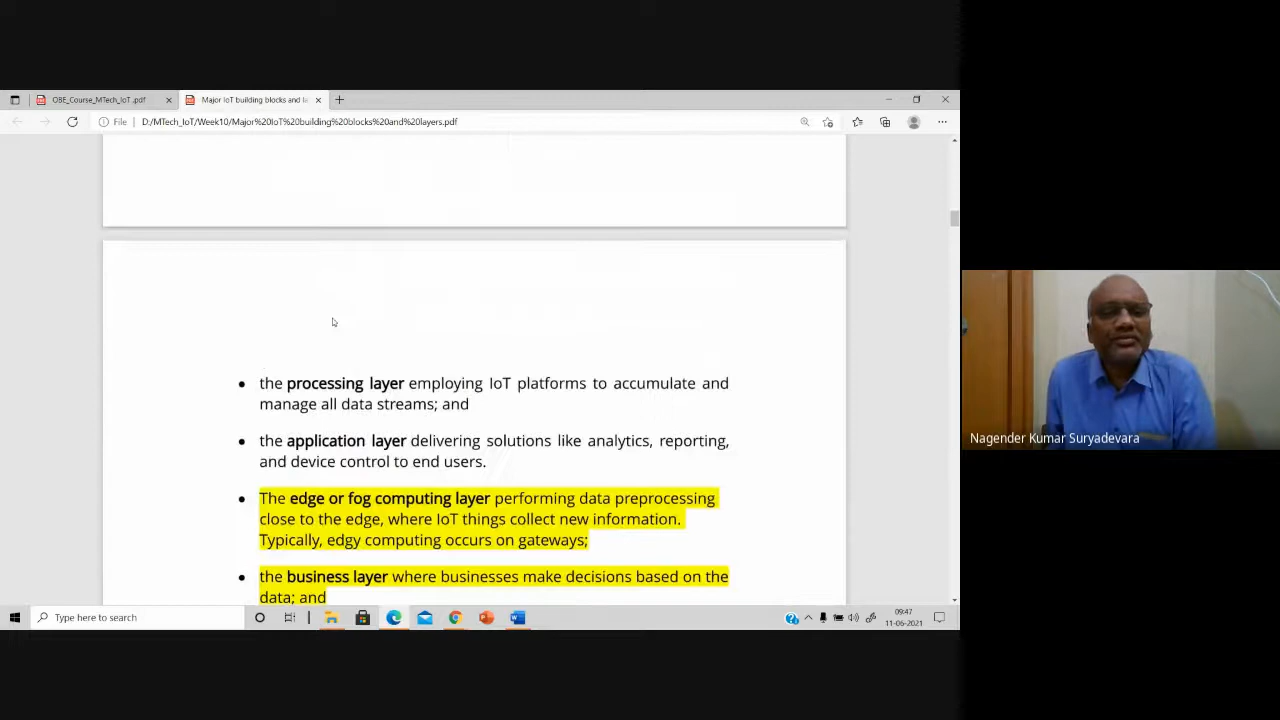 OBE_Course_MTech_IoT .pdf
Major IoT building blocks and la
File
D:/MTech_IoT/Week10/Major%20IoT%20building%20blocks%20and%20layers.pdf
• the processing layer employing IoT platforms to accumulate and
manage all data streams; and
• the application layer delivering solutions like analytics, reporting,
and device control to end users.
• The edge or fog computing layer performing data preprocessing
close to the edge, where IoT things collect new information.
Typically, edgy computing occurs on gateways;
• the business layer where businesses make decisions based on the
data; and
Nagender Kumar Suryadevara
Type here to search
09:47
11-06-2021